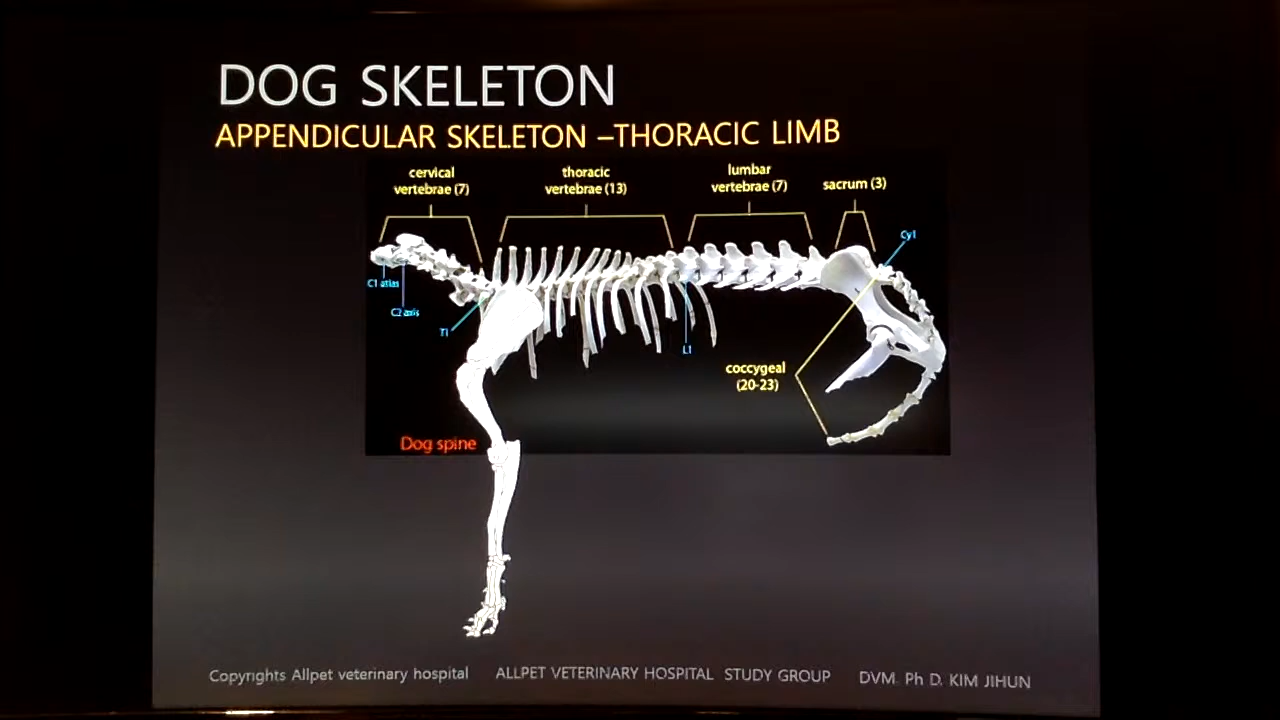 DOG SKELETON
APPENDICULAR SKELETON –THORACIC LIMB
cervical
vertebrae (7)
thoracic
vertebrae (13)
lumbar
vertebrae (7)
sacrum (3)
Cy1
C1 atlas
C2 axis
T1
L1
coccygeal
(20-23)
Dog spine
Copyrights Allpet veterinary hospital
ALLPET VETERINARY HOSPITAL STUDY GROUP
DVM. Ph D. KIM JIHUN